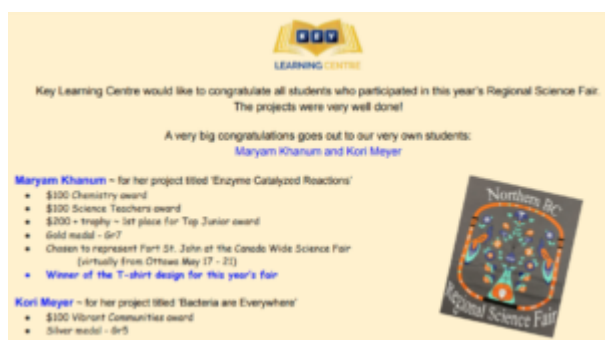 KEY
LEARNING CENTRE
Key Learning Centre would like to congratulate all students who participated in this year's Regional Science Fair.
The projects were very well done!
A very big congratulations goes out to our very own students:
Maryam Khanum and Kori Meyer
Maryam Khanum ~ for her project titled 'Enzyme Catalyzed Reactions'
• $100 Chemistry award
• $100 Science Teachers award
• $200 + trophy ~ 1st place for Top Junior award
• Gold medal - Gr7
• Chosen to represent Fort St. John at the Canada Wide Science Fair
(virtually from Ottawa May 17 - 21)
• Winner of the T-shirt design for this year's fair
Kori Meyer ~ for her project titled 'Bacteria are Everywhere'
• $100 Vibrant Communities award
• Silver medal - Gr5
Northern BC
Regional Science Fair